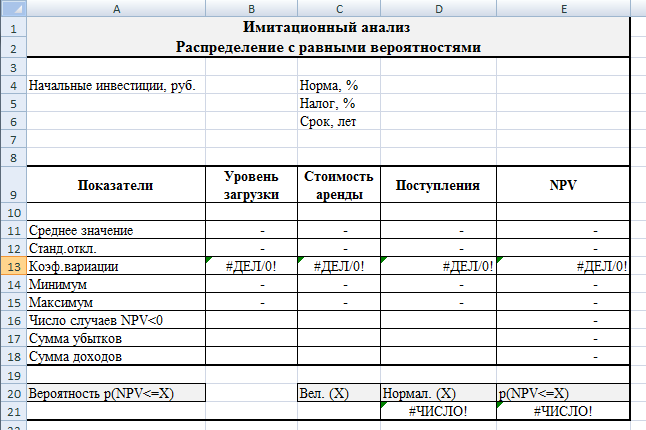 A B C D E
1 Имитационный анализ
2 Распределение с равными вероятностями
3
4 Начальные инвестиции, руб. Норма, %
5 Налог, %
6 Срок, лет
7
8
9 Показатели Уровень загрузки Стоимость аренды Поступления NPV
10
11 Среднее значение - - - -
12 Станд.откл. - - - -
13 Коэф.вариации #ДЕЛ/0! #ДЕЛ/0! #ДЕЛ/0! #ДЕЛ/0!
14 Минимум - - - -
15 Максимум - - - -
16 Число случаев NPV<0 -
17 Сумма убытков -
18 Сумма доходов -
19
20 Вероятность p(NPV<=X) Вел. (X) Нормал. (X) p(NPV<=X)
21 #ЧИСЛО! #ЧИСЛО!